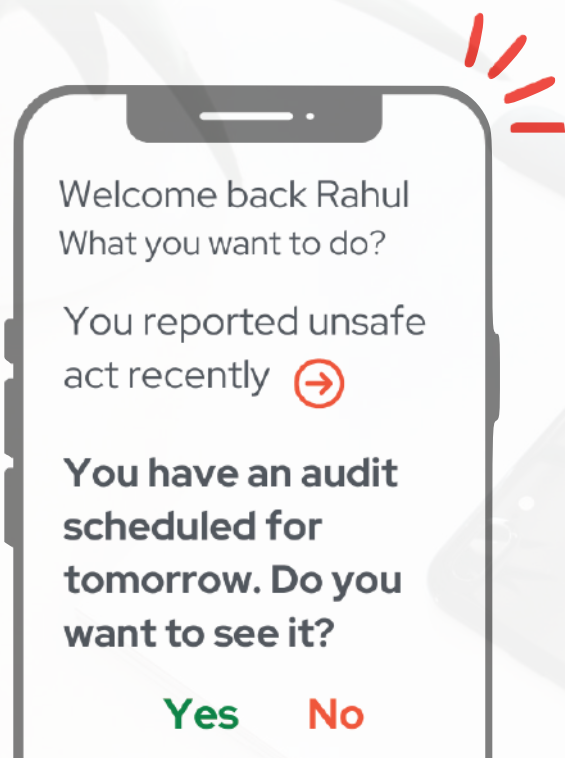 Welcome back Rahul
What you want to do?
You reported unsafe
act recently
You have an audit
scheduled for
tomorrow. Do you
want to see it?
Yes No